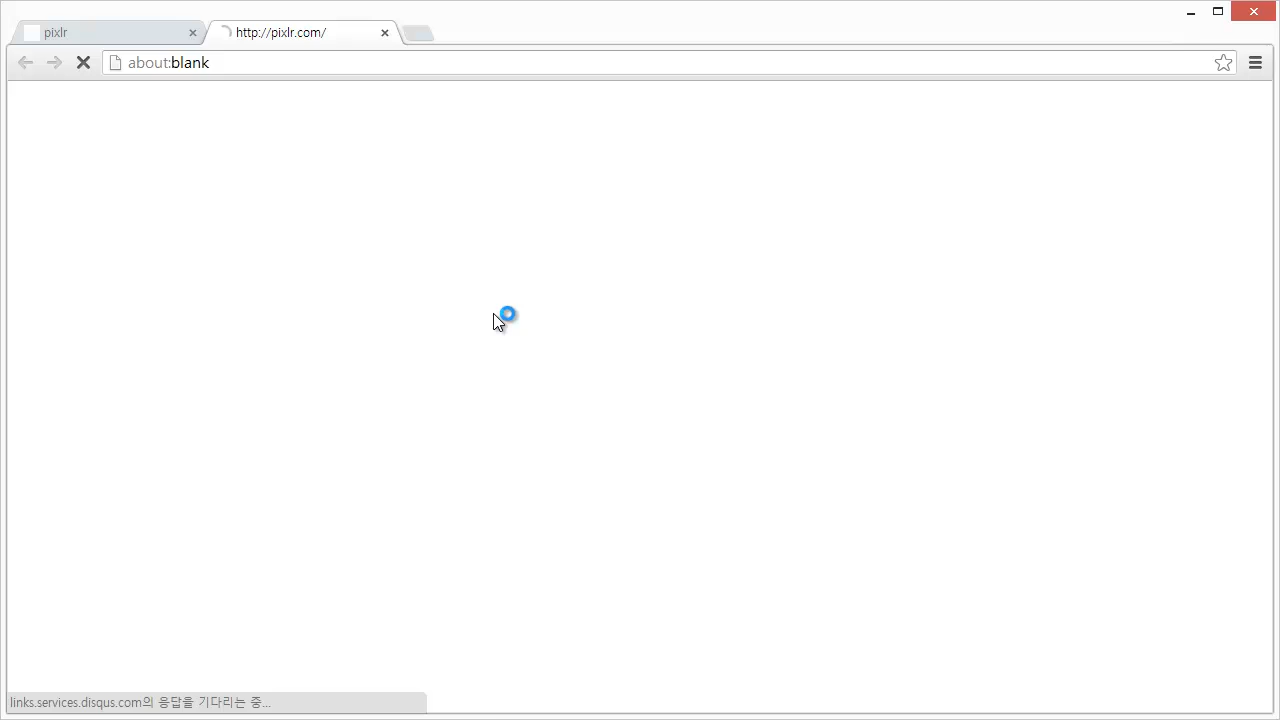 pixlr
http://pixlr.com/
about:blank
links.services.disqus.com의 응답을 기다리는 중...